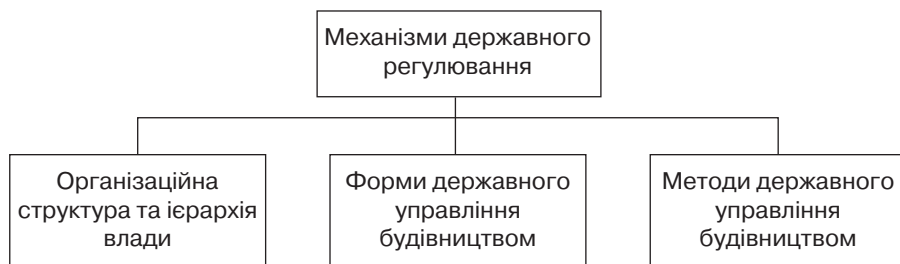 Механізми державного
регулювання
Організаційна
структура та ієрархія
влади
Форми державного
управління
будівництвом
Методи державного
управління
будівництвом